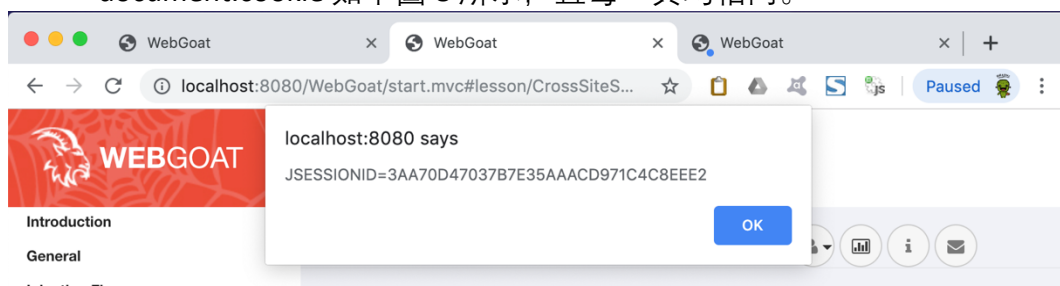 WebGoat
WebGoat
WebGoat
localhost:8080/WebGoat/start.mvc#lesson/CrossSiteS...
js
Paused
WEBGOAT
localhost:8080 says
JSESSIONID=3AA70D47037B7E35AAACD971C4C8EEE2
OK
Introduction
General